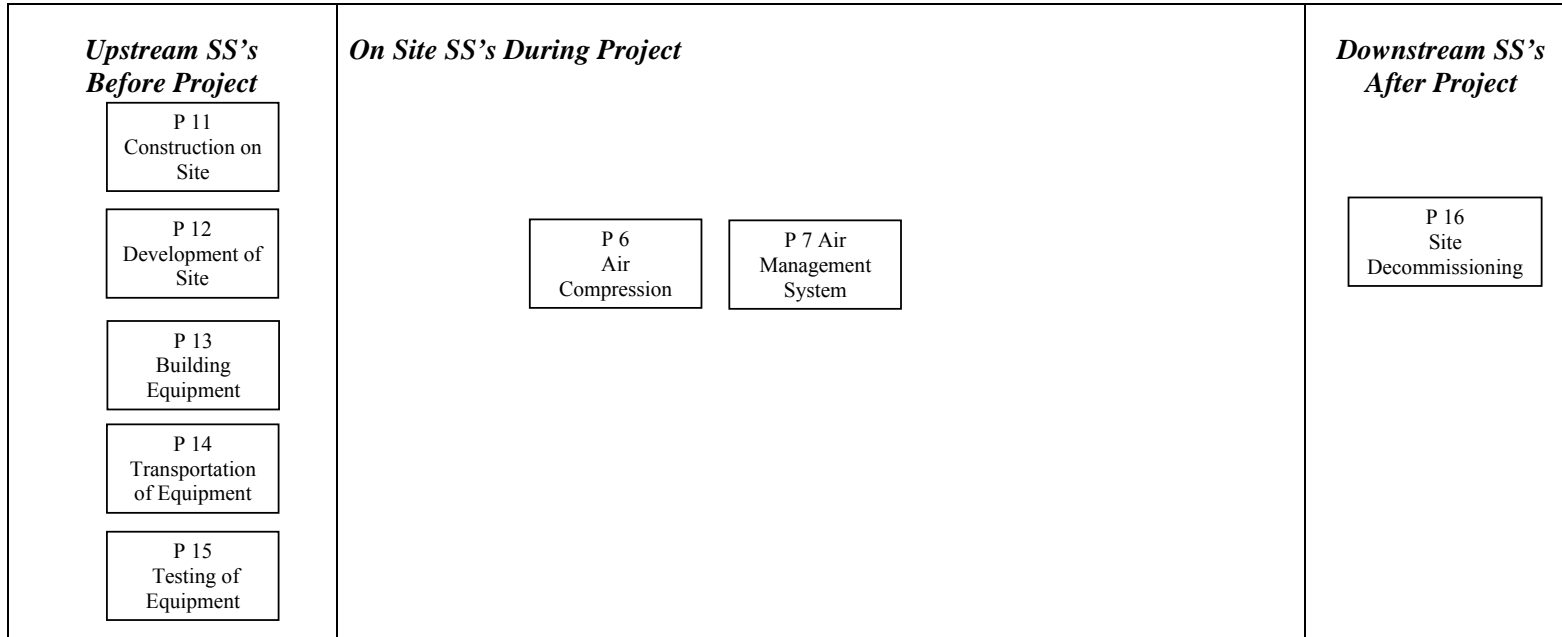 Upstream SS's
Before Project
P 11
Construction on
Site
P 12
Development of
Site
P 13
Building
Equipment
P 14
Transportation
of Equipment
P 15
Testing of
Equipment
On Site SS's During Project
P 6
Air
Compression
P 7 Air
Management
System
Downstream SS's
After Project
P 16
Site
Decommissioning